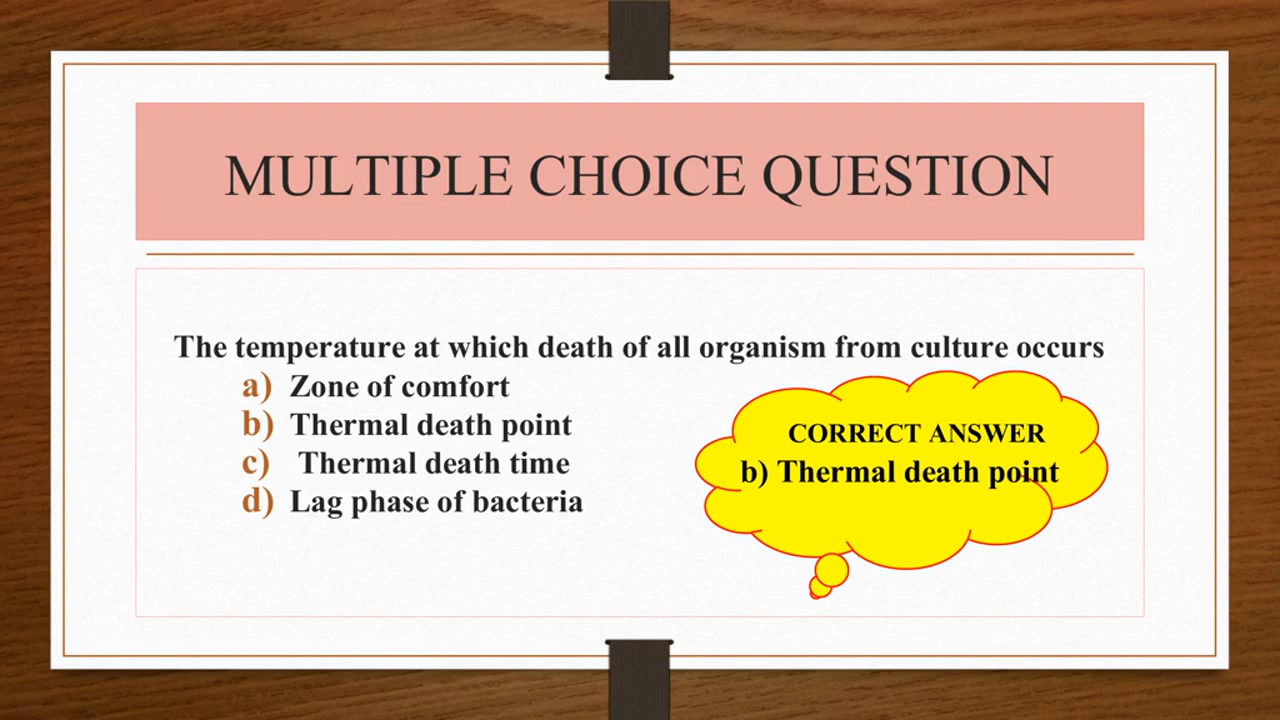 MULTIPLE CHOICE QUESTION
The temperature at which death of all organism from culture occurs
a) Zone of comfort
b) Thermal death point
c) Thermal death time
d) Lag phase of bacteria
CORRECT ANSWER
b) Thermal death point